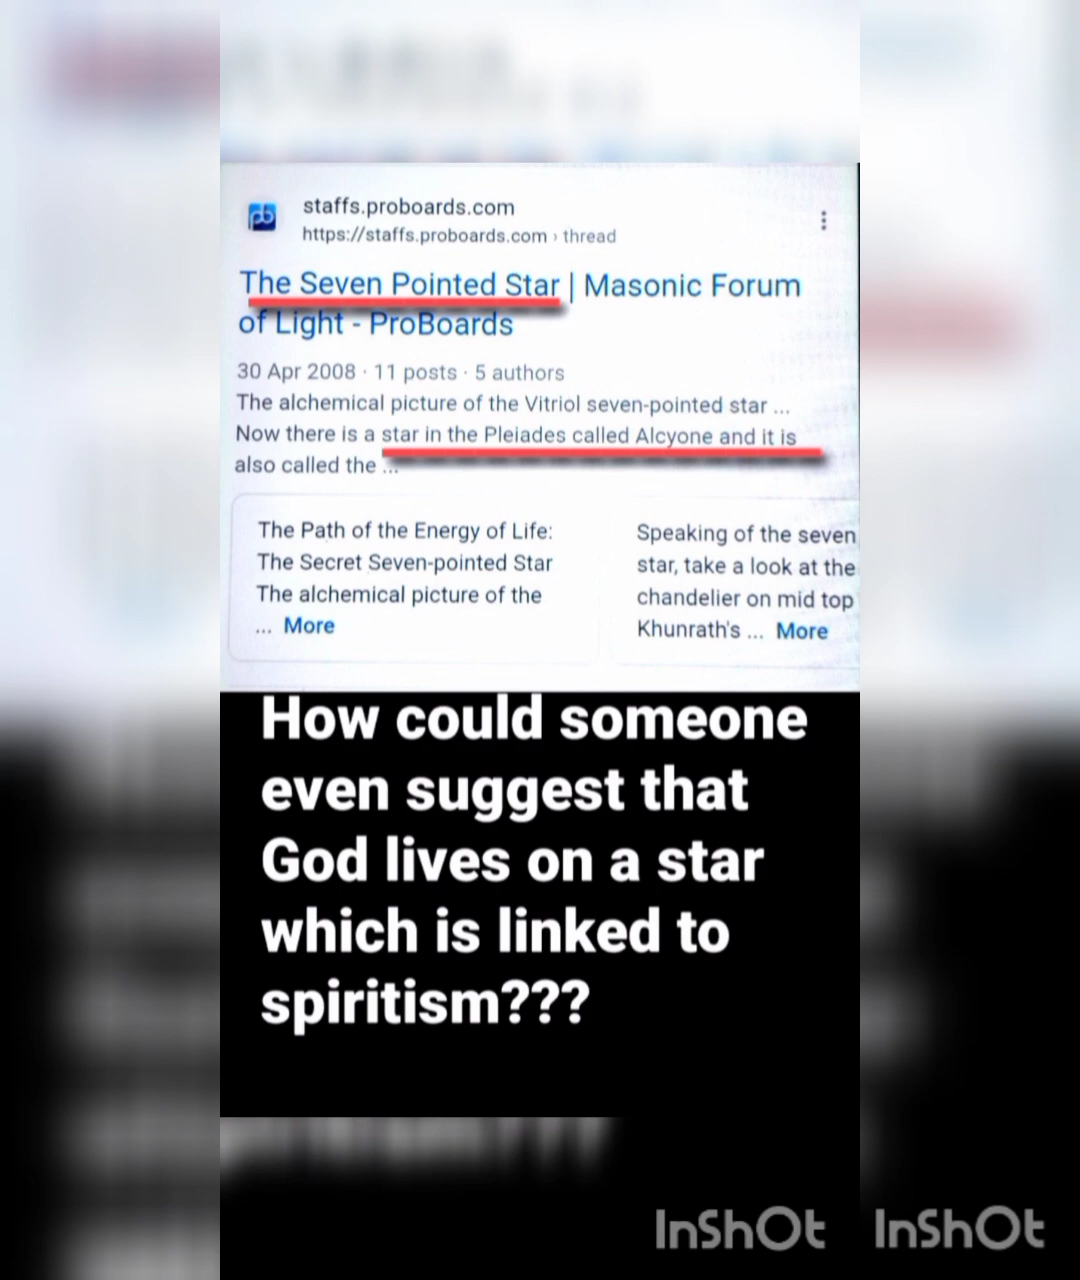 staffs.proboards.com
https://staffs.proboards.com › thread
The Seven Pointed Star | Masonic Forum
of Light - ProBoards
30 Apr 2008 · 11 posts · 5 authors
The alchemical picture of the Vitriol seven-pointed star ...
Now there is a star in the Pleiades called Alcyone and it is
also called the ...
The Path of the Energy of Life:
The Secret Seven-pointed Star
The alchemical picture of the
... More
Speaking of the seven
star, take a look at the
chandelier on mid top
Khunrath's ... More
How could someone
even suggest that
God lives on a star
which is linked to
spiritism???
InShOt InShOt